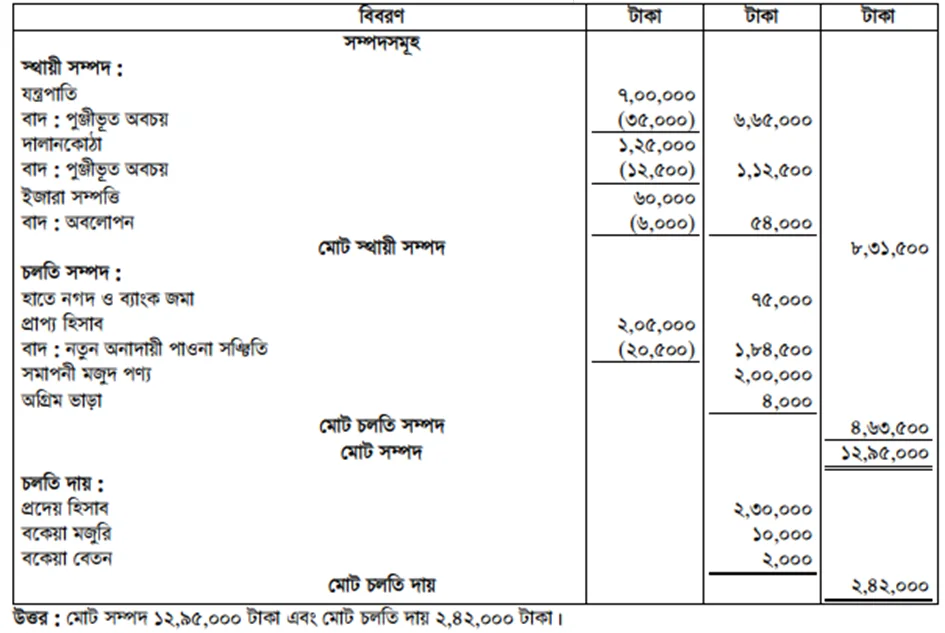 বিবরণ টাকা টাকা টাকা
সম্পদসমূহ
স্থায়ী সম্পদ :
যন্ত্রপাতি ৭,০০,০০০
বাদ : পুঞ্জীভূত অবচয় (৩৫,০০০) ৬,৬৫,০০০
দালানকোঠা ১,২৫,০০০
বাদ : পুঞ্জীভূত অবচয় (১২,৫০০) ১,১২,৫০০
ইজারা সম্পত্তি ৬০,০০০
বাদ : অবলোপন (৬,০০০) ৫৪,০০০
মোট স্থায়ী সম্পদ ৮,৩১,৫০০
চলতি সম্পদ :
হাতে নগদ ও ব্যাংক জমা ৭৫,০০০
প্রাপ্য হিসাব ২,০৫,০০০
বাদ : নতুন অনাদায়ী পাওনা সঞ্চিতি (২০,৫০০) ১,৮৪,৫০০
সমাপনী মজুদ পণ্য ২,০০,০০০
অগ্রিম ভাড়া ৪,০০০
মোট চলতি সম্পদ ৪,৬৩,৫০০
মোট সম্পদ ১২,৯৫,০০০
চলতি দায় :
প্রদেয় হিসাব ২,৩০,০০০
বকেয়া মজুরি ১০,০০০
বকেয়া বেতন ২,০০০
মোট চলতি দায় ২,৪২,০০০
উত্তর : মোট সম্পদ ১২,৯৫,০০০ টাকা এবং মোট চলতি দায় ২,৪২,০০০ টাকা।